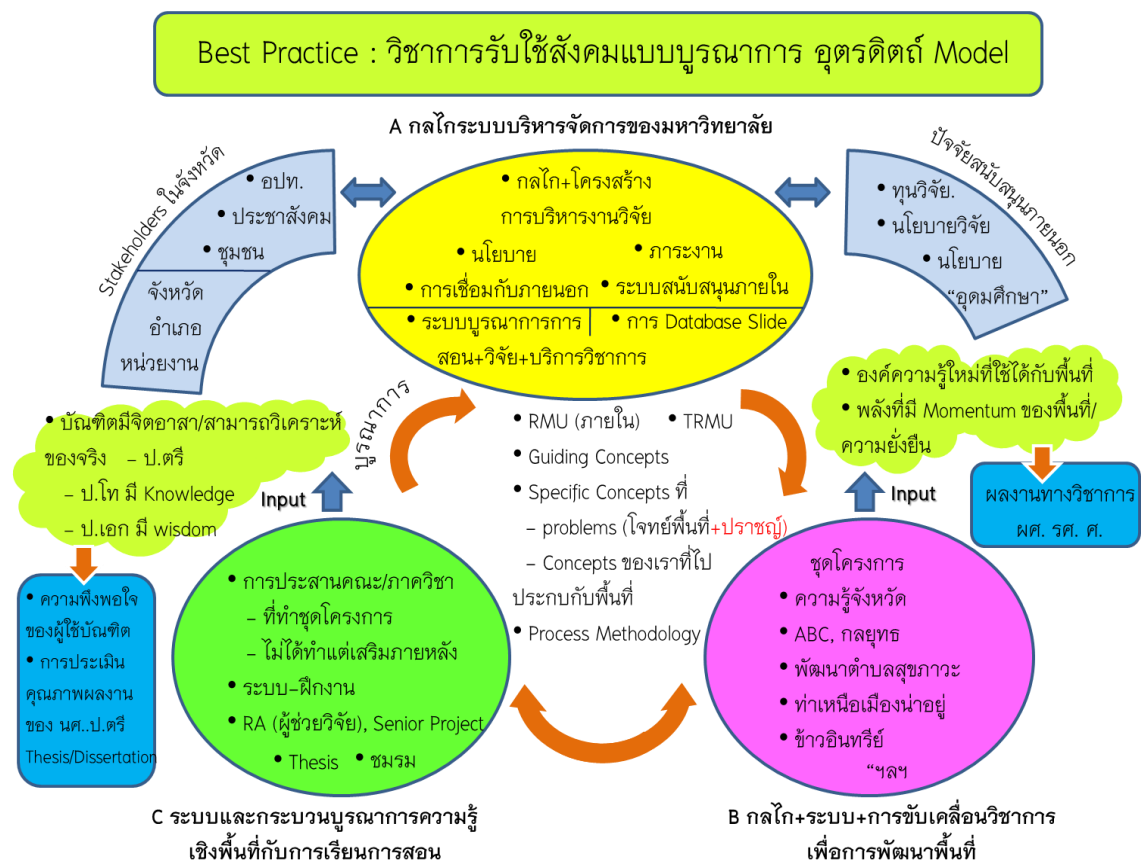 Best Practice : วิชาการรับใช้สังคมแบบบูรณาการ อุตรดิตถ์ Model
A กลไกระบบบริหารจัดการของมหาวิทยาลัย
Stakeholders ในจังหวัด
• อปท.
• ประชาสังคม
• ชุมชน
จังหวัด
อำเภอ
หน่วยงาน
• กลไก+โครงสร้าง
การบริหารงานวิจัย
• นโยบาย
• ภาระงาน
• การเชื่อมกับภายนอก
• ระบบสนับสนุนภายใน
• ระบบบูรณาการการ
สอน+วิจัย+บริการวิชาการ
• การ Database Slide
ปัจจัยสนับสนุนภายนอก
• ทุนวิจัย.
• นโยบายวิจัย
• นโยบาย
“อุดมศึกษา”
• บัณฑิตมีจิตอาสา/สามารถวิเคราะห์
ของจริง – ป.ตรี
– ป.โท มี Knowledge
– ป.เอก มี wisdom
บูรณาการ
Input
• RMU (ภายใน) • TRMU
• Guiding Concepts
• Specific Concepts ที่
– problems (โจทย์พื้นที่+ปราชญ์)
– Concepts ของเราที่ไป
ประกบกับพื้นที่
• Process Methodology
• องค์ความรู้ใหม่ที่ใช้ได้กับพื้นที่
• พลังที่มี Momentum ของพื้นที่/
ความยั่งยืน
Input
ผลงานทางวิชาการ
ผศ. รศ. ศ.
• ความพึงพอใจ
ของผู้ใช้บัณฑิต
• การประเมิน
คุณภาพผลงาน
ของ นศ..ป.ตรี
Thesis/Dissertation
• การประสานคณะ/ภาควิชา
– ที่ทำชุดโครงการ
– ไม่ได้ทำแต่เสริมภายหลัง
• ระบบ–ฝึกงาน
• RA (ผู้ช่วยวิจัย), Senior Project
• Thesis • ชมรม
ชุดโครงการ
• ความรู้จังหวัด
• ABC, กลยุทธ
• พัฒนาตำบลสุขภาวะ
• ท่าเหนือเมืองน่าอยู่
• ข้าวอินทรีย์
“ฯลฯ
C ระบบและกระบวนบูรณาการความรู้
เชิงพื้นที่กับการเรียนการสอน
B กลไก+ระบบ+การขับเคลื่อนวิชาการ
เพื่อการพัฒนาพื้นที่